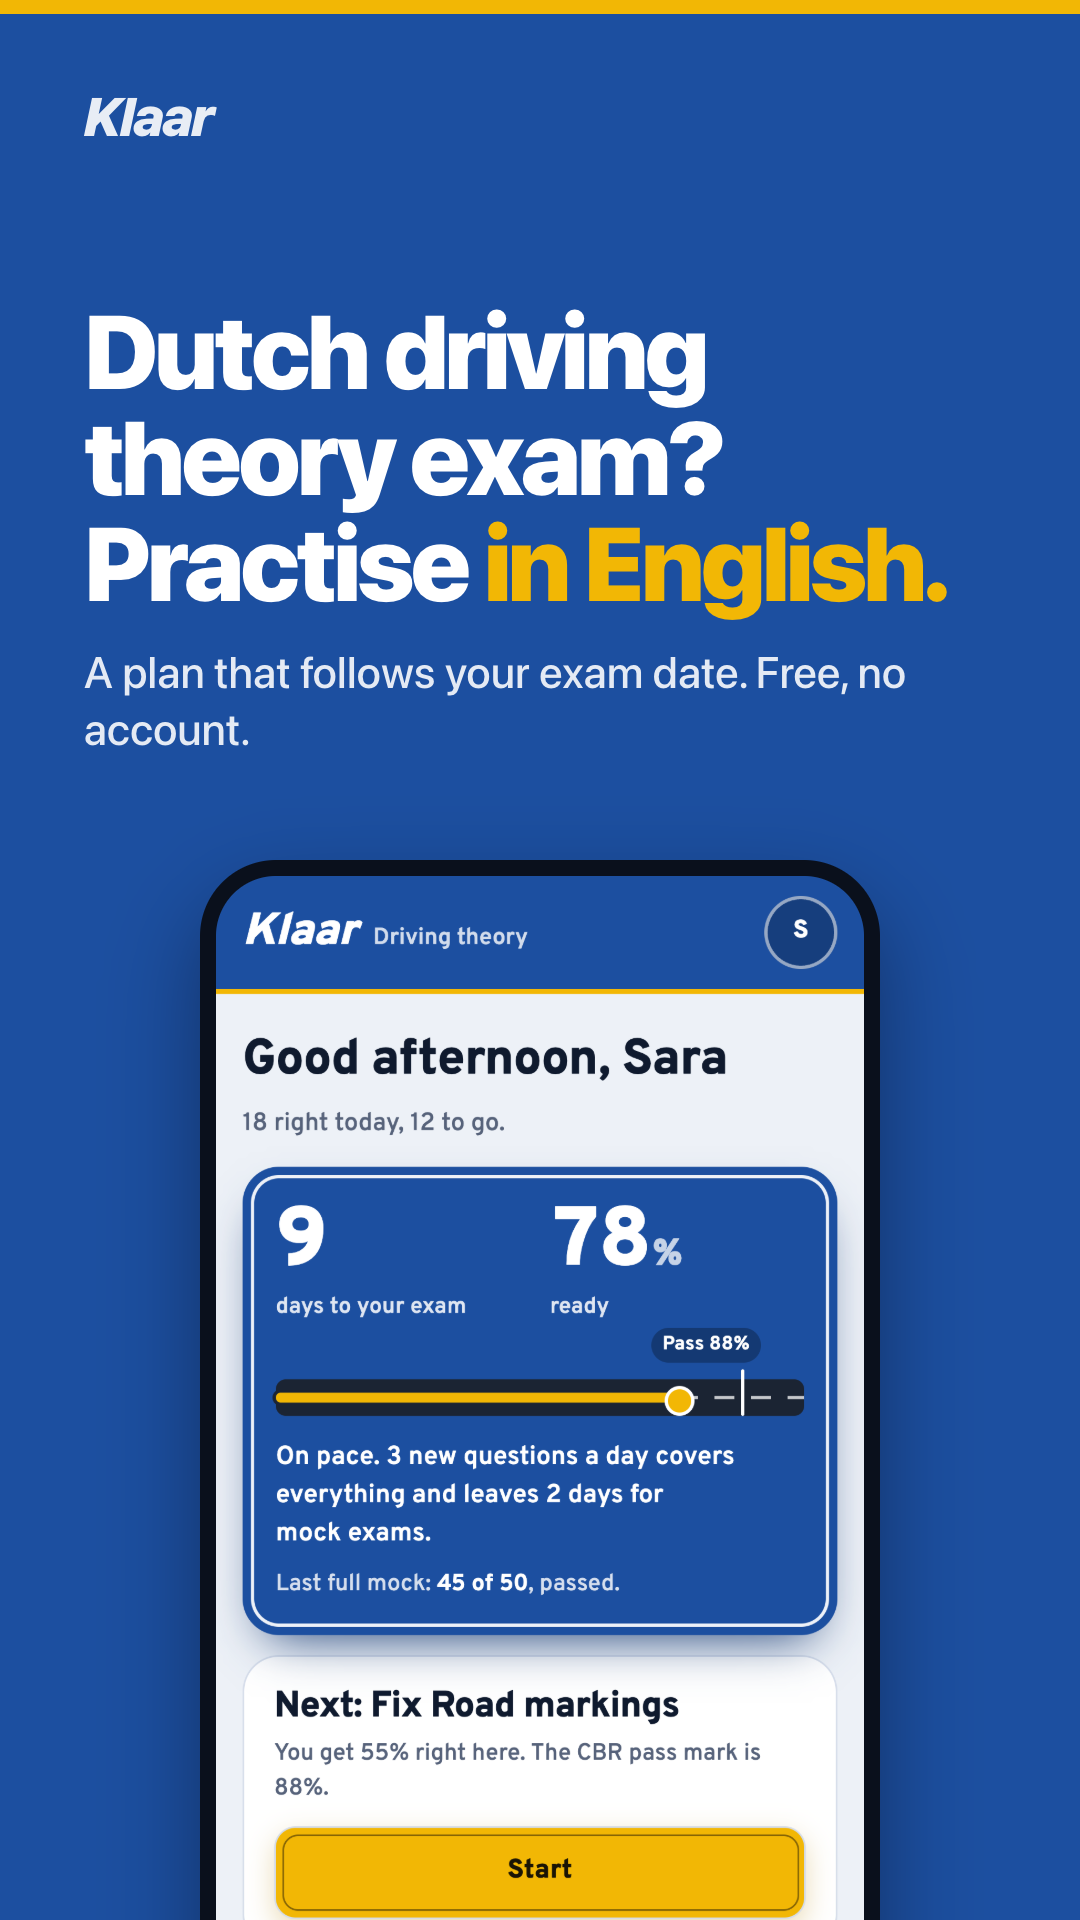 Klaar
Dutch driving
theory exam?
Practise in English.
A plan that follows your exam date. Free, no
account.
Klaar Driving theory
S
Good afternoon, Sara
18 right today, 12 to go.
9
78%
days to your exam
ready
Pass 88%
On pace. 3 new questions a day covers
everything and leaves 2 days for
mock exams.
Last full mock: 45 of 50, passed.
Next: Fix Road markings
You get 55% right here. The CBR pass mark is
88%.
Start